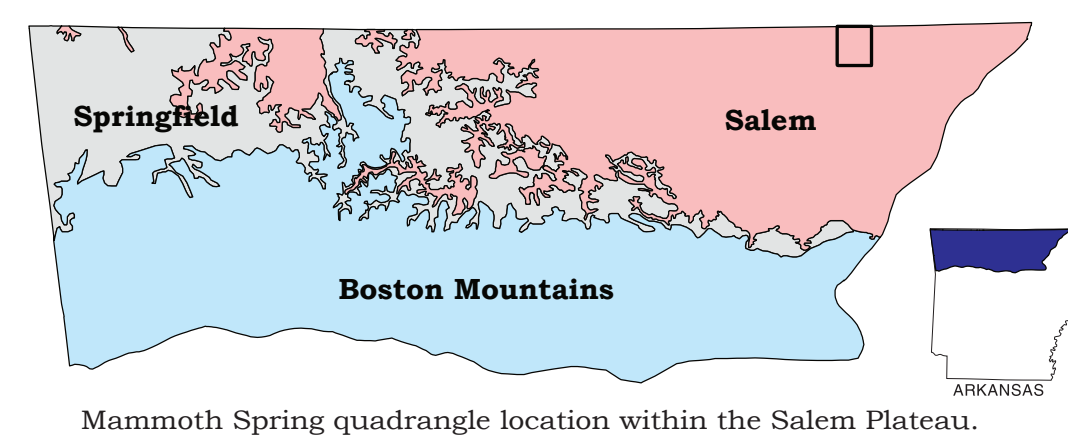 Springfield
Salem
Boston Mountains
ARKANSAS
Mammoth Spring quadrangle location within the Salem Plateau.